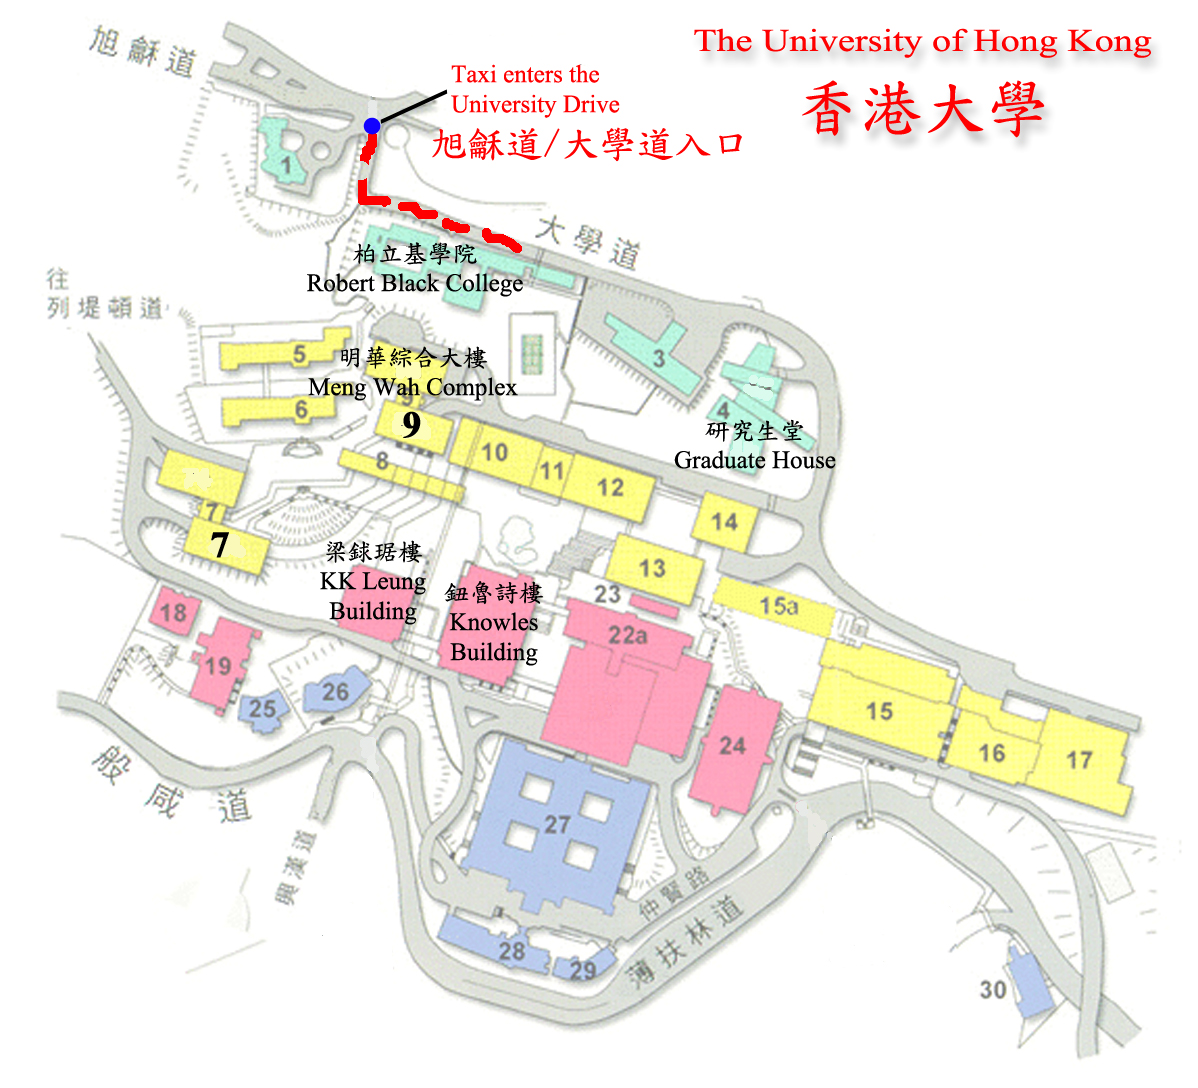 The University of Hong Kong
香港大學
旭龢道
Taxi enters the
University Drive
旭龢道/大學道入口
1
大學道
柏立基學院
Robert Black College
往
列堤頓道
3
4
5
明華綜合大樓
Meng Wah Complex
研究生堂
Graduate House
6
9
9
8
10
11
12
14
7
7
13
梁銶琚樓
KK Leung
Building
鈕魯詩樓
Knowles
Building
23
15a
18
22a
19
25
26
24
15
16
17
般咸道
27
興漢道
仲賢路
薄扶林道
28
29
30